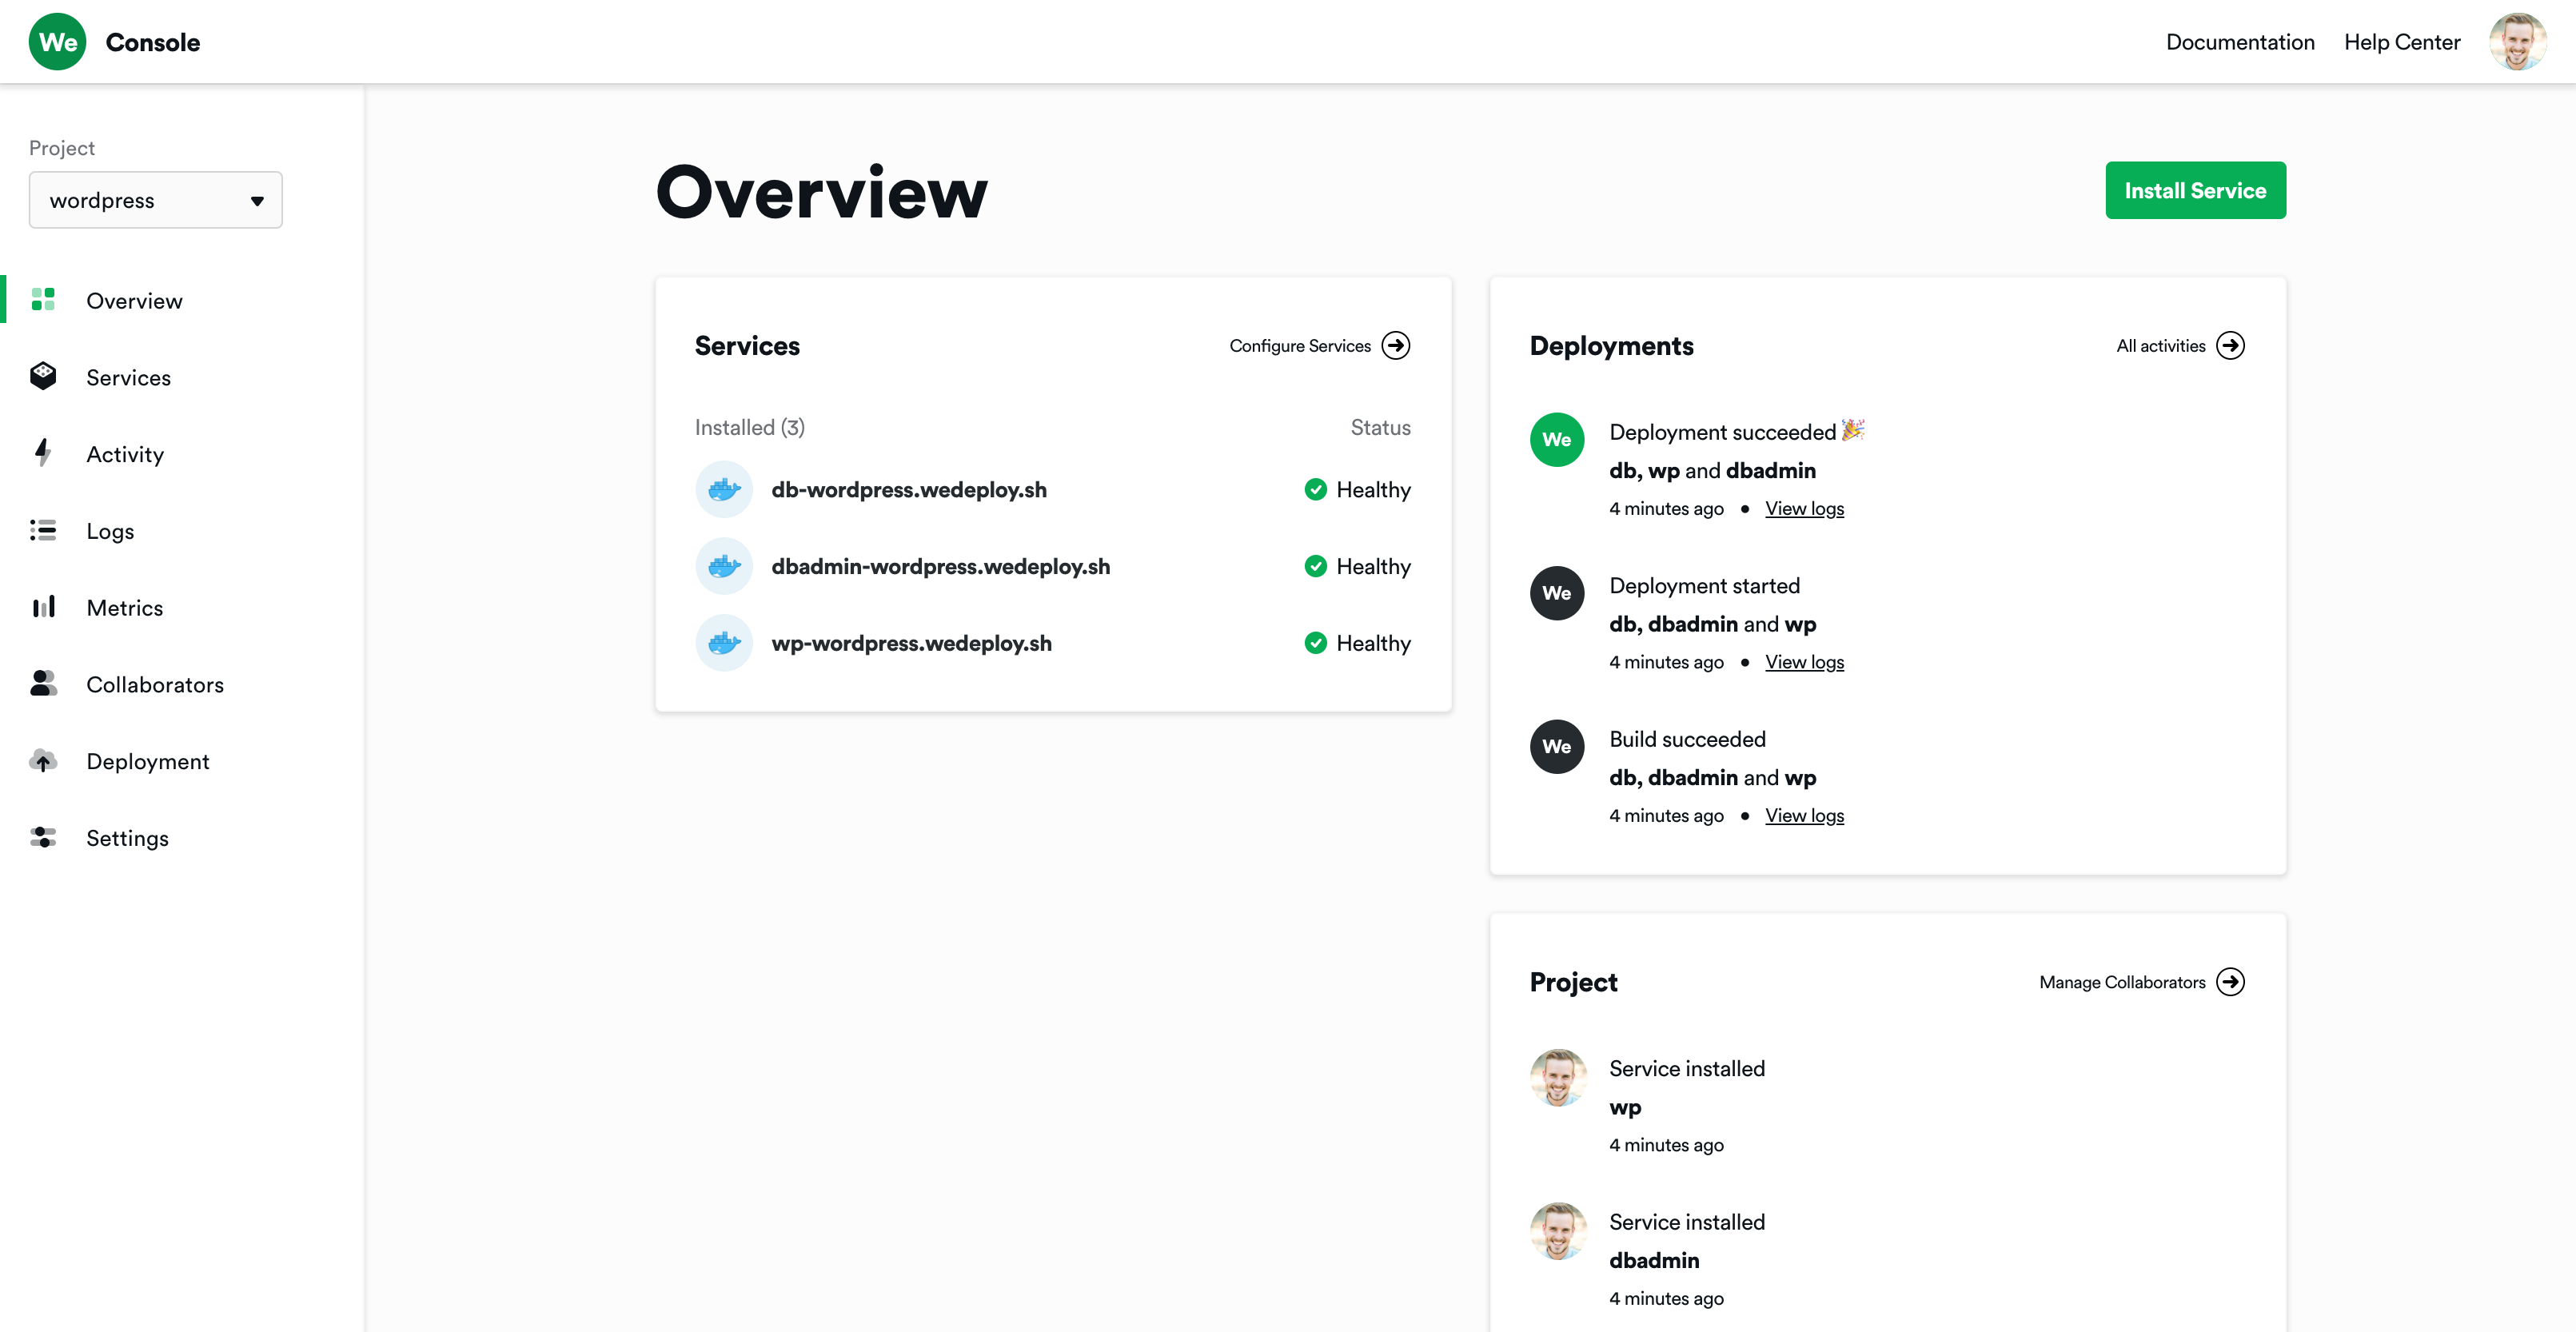 We Console
Documentation Help Center
Project
wordpress
Overview
Services
Activity
Logs
Metrics
Collaborators
Deployment
Settings
Overview
Install Service
Services Configure Services
Installed (3) Status
db-wordpress.wedeploy.sh Healthy
dbadmin-wordpress.wedeploy.sh Healthy
wp-wordpress.wedeploy.sh Healthy
Deployments All activities
We Deployment succeeded 🎉
db, wp and dbadmin
4 minutes ago • View logs
We Deployment started
db, dbadmin and wp
4 minutes ago • View logs
We Build succeeded
db, dbadmin and wp
4 minutes ago • View logs
Project Manage Collaborators
Service installed
wp
4 minutes ago
Service installed
dbadmin
4 minutes ago